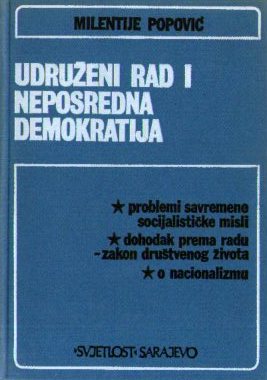 MILENTIJE POPOVIĆ
UDRUŽENI RAD I
NEPOSREDNA
DEMOKRATIJA
★ problemi savremene
socijalističke misli
★ dohodak prema radu
-zakon društvenog života
★ o nacionalizmu
»SVJETLOST« SARAJEVO